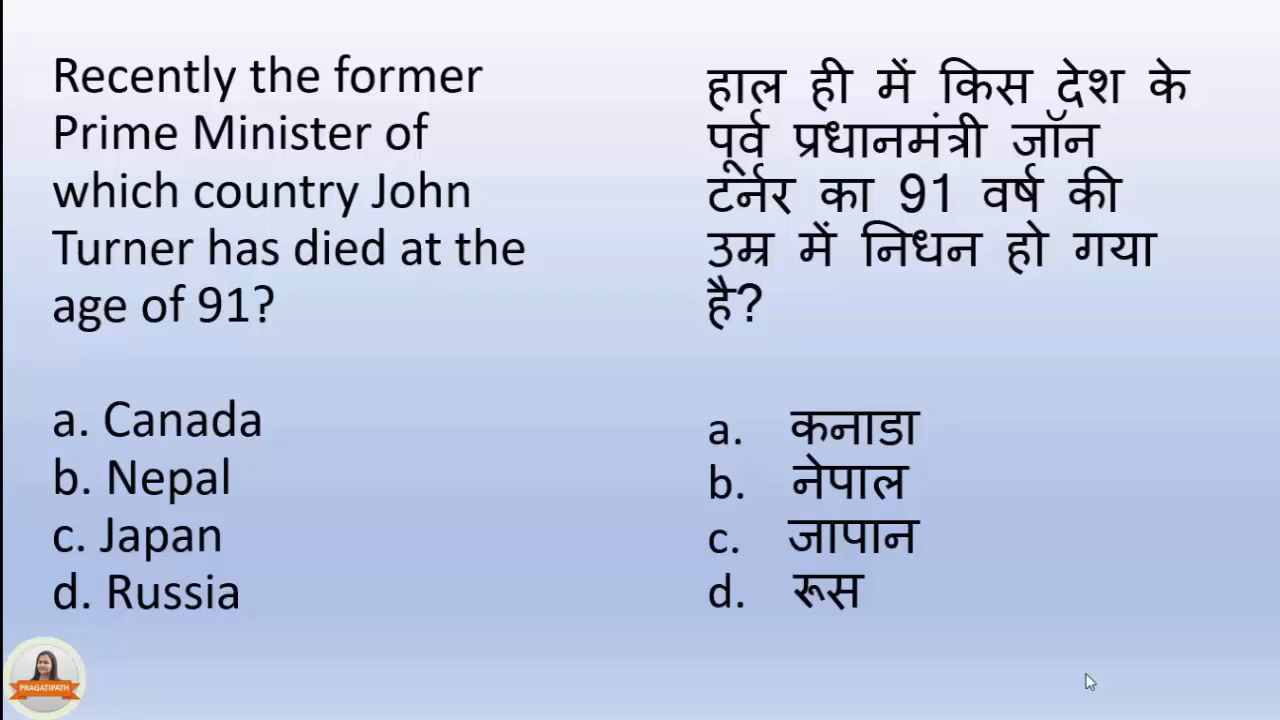 Recently the former
Prime Minister of
which country John
Turner has died at the
age of 91?
a. Canada
b. Nepal
c. Japan
d. Russia
हाल ही में किस देश के
पूर्व प्रधानमंत्री जॉन
टर्नर का 91 वर्ष की
उम्र में निधन हो गया
है?
a. कनाडा
b. नेपाल
c. जापान
d. रूस
PRAGATIPATH